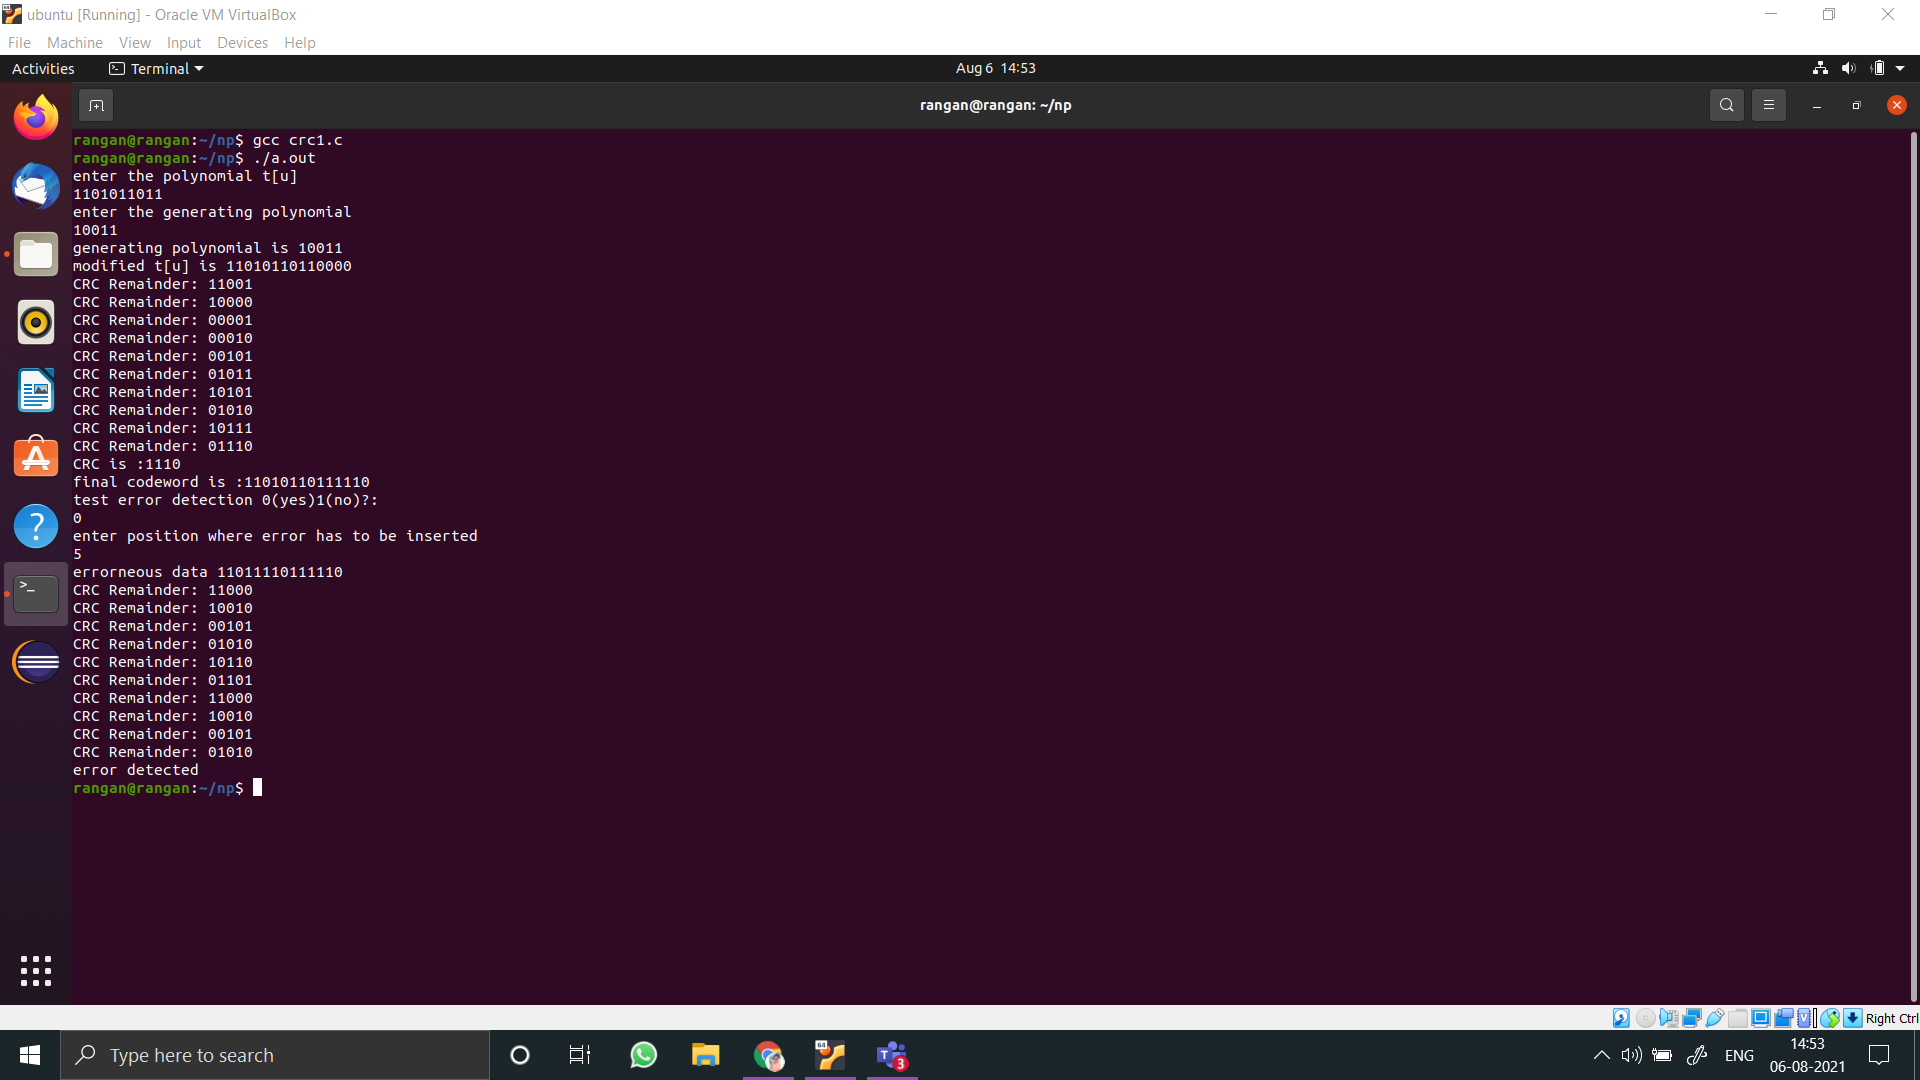 ubuntu [Running] - Oracle VM VirtualBox
File Machine View Input Devices Help
Activities Terminal Aug 6 14:53
rangan@rangan: ~/np
rangan@rangan:~/np$ gcc crc1.c
rangan@rangan:~/np$ ./a.out
enter the polynomial t[u]
1101011011
enter the generating polynomial
10011
generating polynomial is 10011
modified t[u] is 11010110110000
CRC Remainder: 11001
CRC Remainder: 10000
CRC Remainder: 00001
CRC Remainder: 00010
CRC Remainder: 00101
CRC Remainder: 01011
CRC Remainder: 10101
CRC Remainder: 01010
CRC Remainder: 10111
CRC Remainder: 01110
CRC is :1110
final codeword is :11010110111110
test error detection 0(yes)1(no)?:
0
enter position where error has to be inserted
5
errorneous data 11011110111110
CRC Remainder: 11000
CRC Remainder: 10010
CRC Remainder: 00101
CRC Remainder: 01010
CRC Remainder: 10110
CRC Remainder: 01101
CRC Remainder: 11000
CRC Remainder: 10010
CRC Remainder: 00101
CRC Remainder: 01010
error detected
rangan@rangan:~/np$
Right Ctrl
Type here to search
64
3
ENG
14:53
06-08-2021